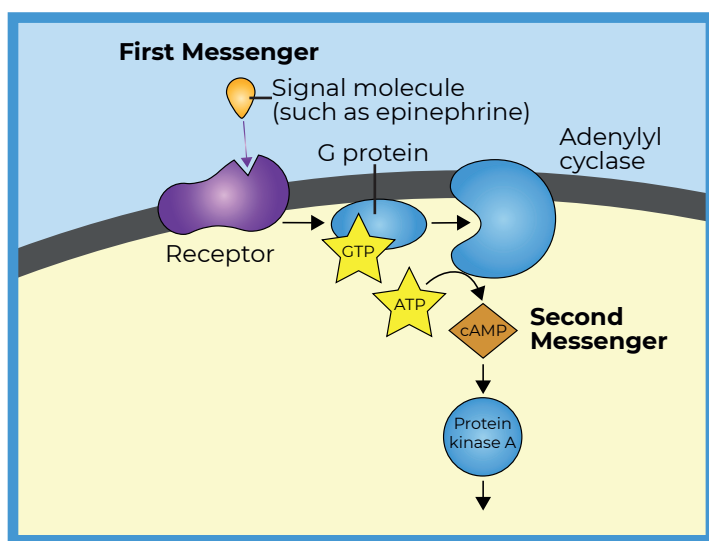 First Messenger
Signal molecule
(such as epinephrine)
G protein
Adenylyl
cyclase
Receptor
GTP
ATP
cAMP
Second
Messenger
Protein
kinase A